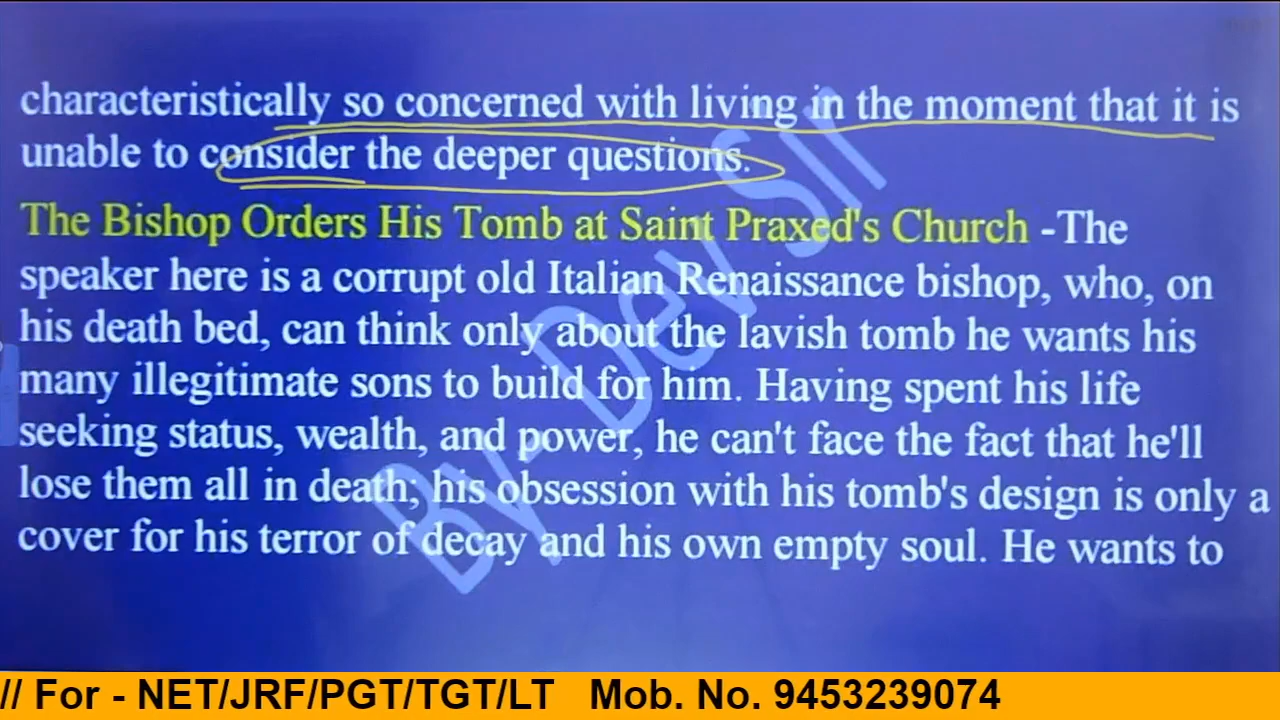 characteristically so concerned with living in the moment that it is
unable to consider the deeper questions.
The Bishop Orders His Tomb at Saint Praxed's Church -The
speaker here is a corrupt old Italian Renaissance bishop, who, on
his death bed, can think only about the lavish tomb he wants his
many illegitimate sons to build for him. Having spent his life
seeking status, wealth, and power, he can't face the fact that he'll
lose them all in death; his obsession with his tomb's design is only a
cover for his terror of decay and his own empty soul. He wants to
By- Dev Sir
// For - NET/JRF/PGT/TGT/LT Mob. No. 9453239074